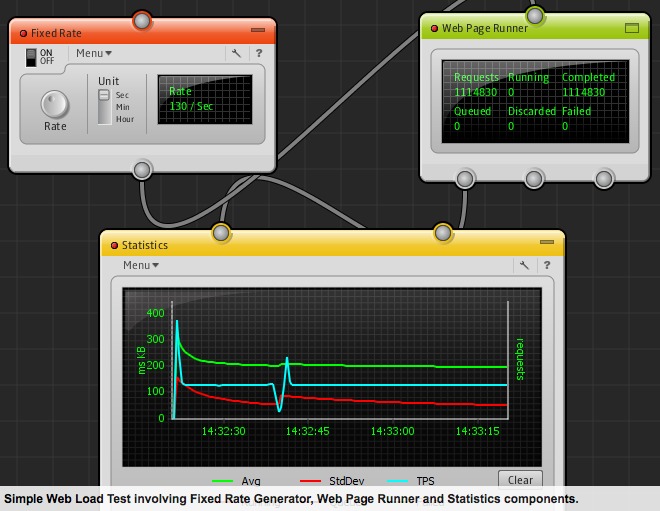 Fixed Rate
ON
OFF
Menu
?
Unit
Sec
Min
Hour
Rate
Rate
130 / Sec
Web Page Runner
Requests Running Completed
1114830 0 1114830
Queued Discarded Failed
0 0 0
Statistics
Menu
?
400
300
200
100
0
ms KB
requests
14:32:30 14:32:45 14:33:00 14:33:15
Avg StdDev TPS
Clear
Simple Web Load Test involving Fixed Rate Generator, Web Page Runner and Statistics components.